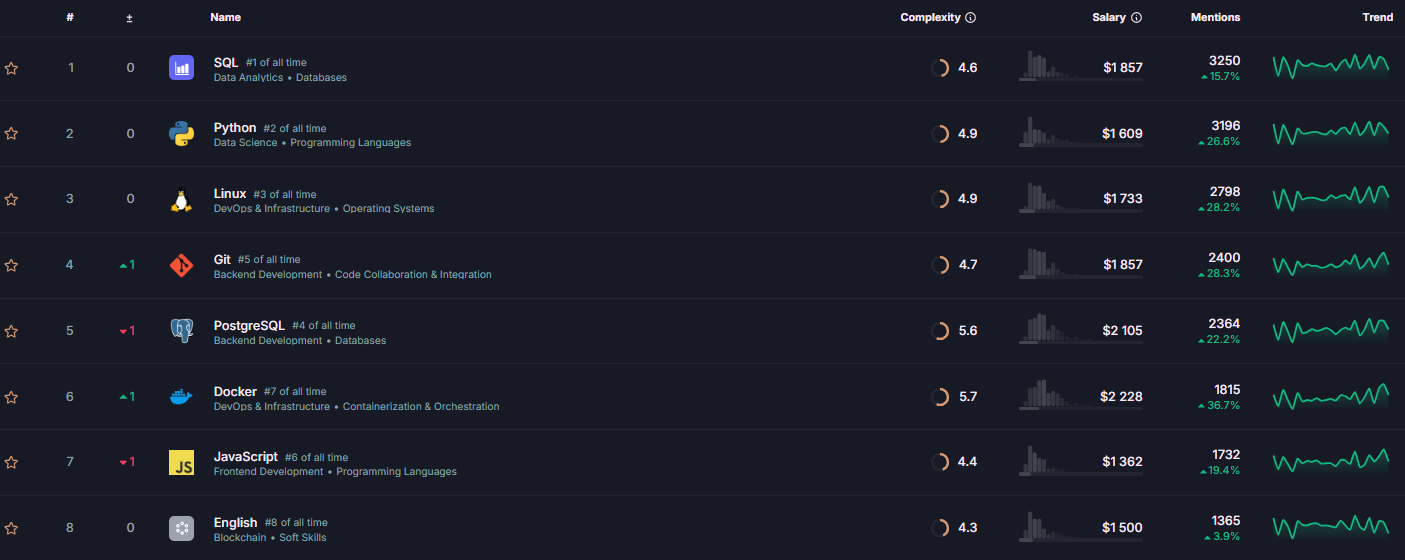 # ± Name Complexity Salary Mentions Trend
1 0 SQL #1 of all time 4.6 $1 857 3250
Data Analytics • Databases 15.7%
2 0 Python #2 of all time 4.9 $1 609 3196
Data Science • Programming Languages 26.6%
3 0 Linux #3 of all time 4.9 $1 733 2798
DevOps & Infrastructure • Operating Systems 28.2%
4 1 Git #5 of all time 4.7 $1 857 2400
Backend Development • Code Collaboration & Integration 28.3%
5 1 PostgreSQL #4 of all time 5.6 $2 105 2364
Backend Development • Databases 22.2%
6 1 Docker #7 of all time 5.7 $2 228 1815
DevOps & Infrastructure • Containerization & Orchestration 36.7%
7 1 JS JavaScript #6 of all time 4.4 $1 362 1732
Frontend Development • Programming Languages 19.4%
8 0 English #8 of all time 4.3 $1 500 1365
Blockchain • Soft Skills 3.9%